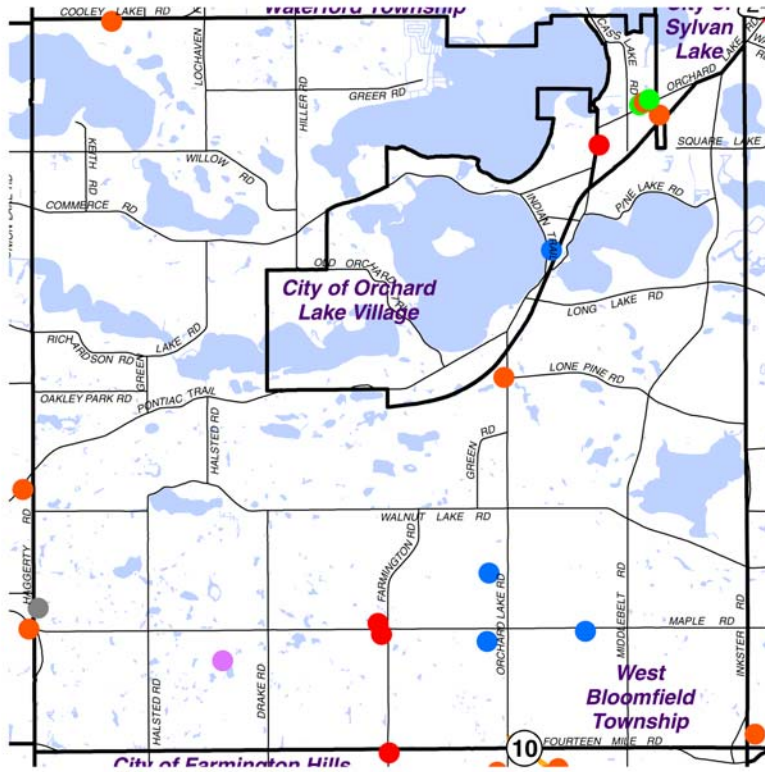 Waterford Township
City of
Sylvan
Lake
COOLEY LAKE RD
LOCHAVEN
HILLER RD
GREER RD
CASS LAKE RD
ORCHARD LAKE RD
SQUARE LAKE
KEITH RD
WILLOW RD
COMMERCE RD
UNION LAKE RD
INDIAN TRAIL
PINE LAKE RD
OLD ORCHARD TRL
City of Orchard
Lake Village
LONG LAKE RD
RICHARDSON RD
GREEN LAKE RD
OAKLEY PARK RD
PONTIAC TRAIL
LONE PINE RD
HALSTED RD
GREEN RD
WALNUT LAKE RD
HAGGERTY RD
FARMINGTON RD
ORCHARD LAKE RD
MIDDLEBELT RD
MAPLE RD
INKSTER RD
HALSTED RD
DRAKE RD
West
Bloomfield
Township
10
FOURTEEN MILE RD
City of Farmington Hills